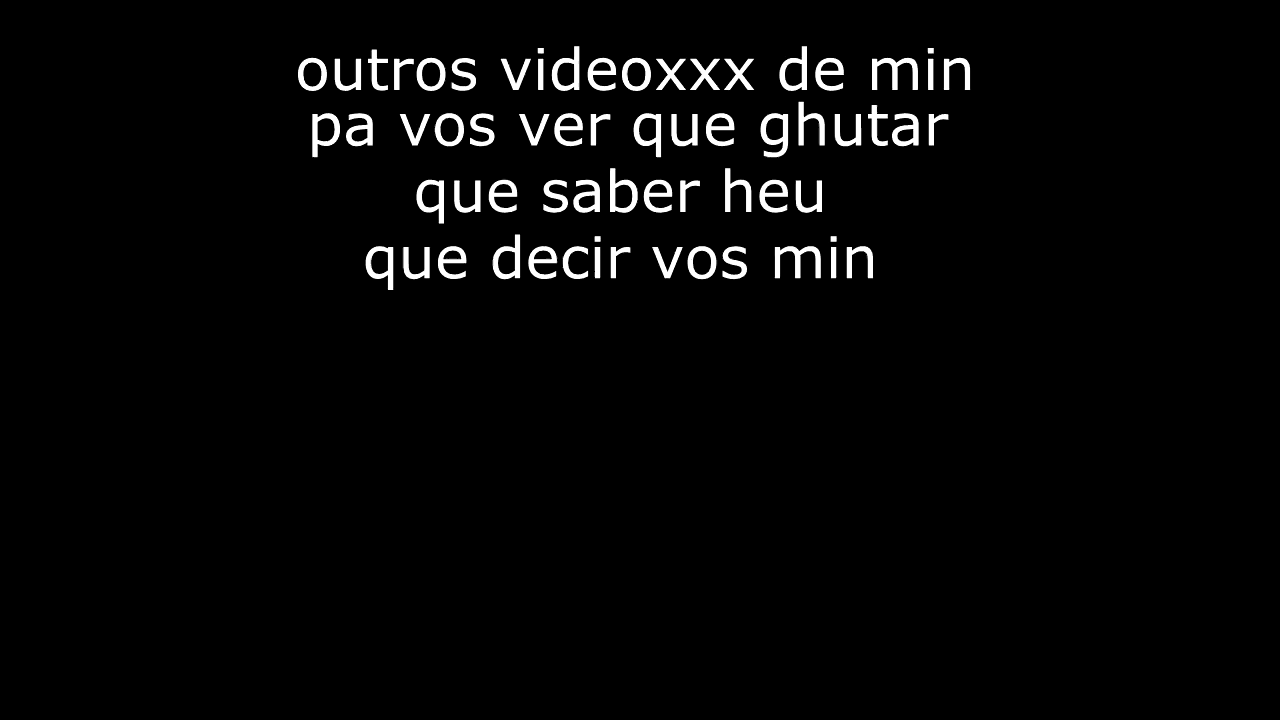 outros videoxxx de min
pa vos ver que ghutar
que saber heu
que decir vos min